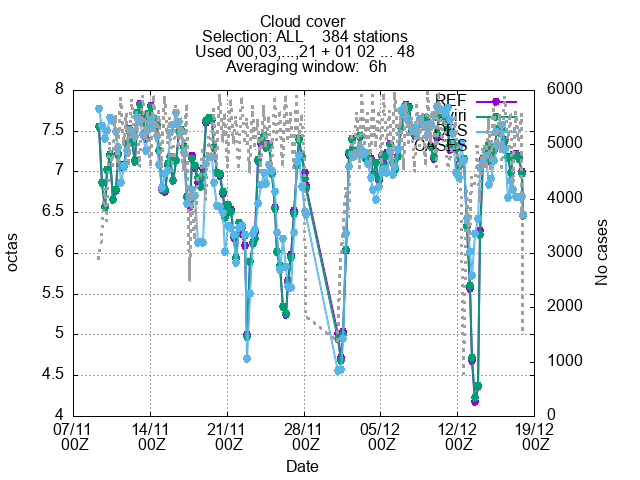 Cloud cover
Selection: ALL    384 stations
Used 00,03,...,21 + 01 02 ... 48
Averaging window:  6h
8
7.5
7
6.5
6
5.5
5
4.5
4
6000
5000
4000
3000
2000
1000
0
REF
OBS
CASES
octas
No cases
07/11 14/11 21/11 28/11 05/12 12/12 19/12
00Z 00Z 00Z 00Z 00Z 00Z 00Z
Date